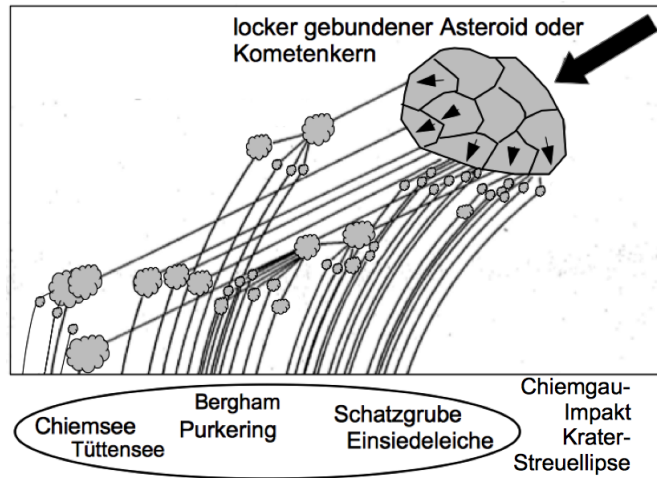 locker gebundener Asteroid oder
Kometenkern
Chiemsee
Tüttensee
Bergham
Purkering
Schatzgrube
Einsiedeleiche
Chiemgau-
Impakt
Krater-
Streuellipse